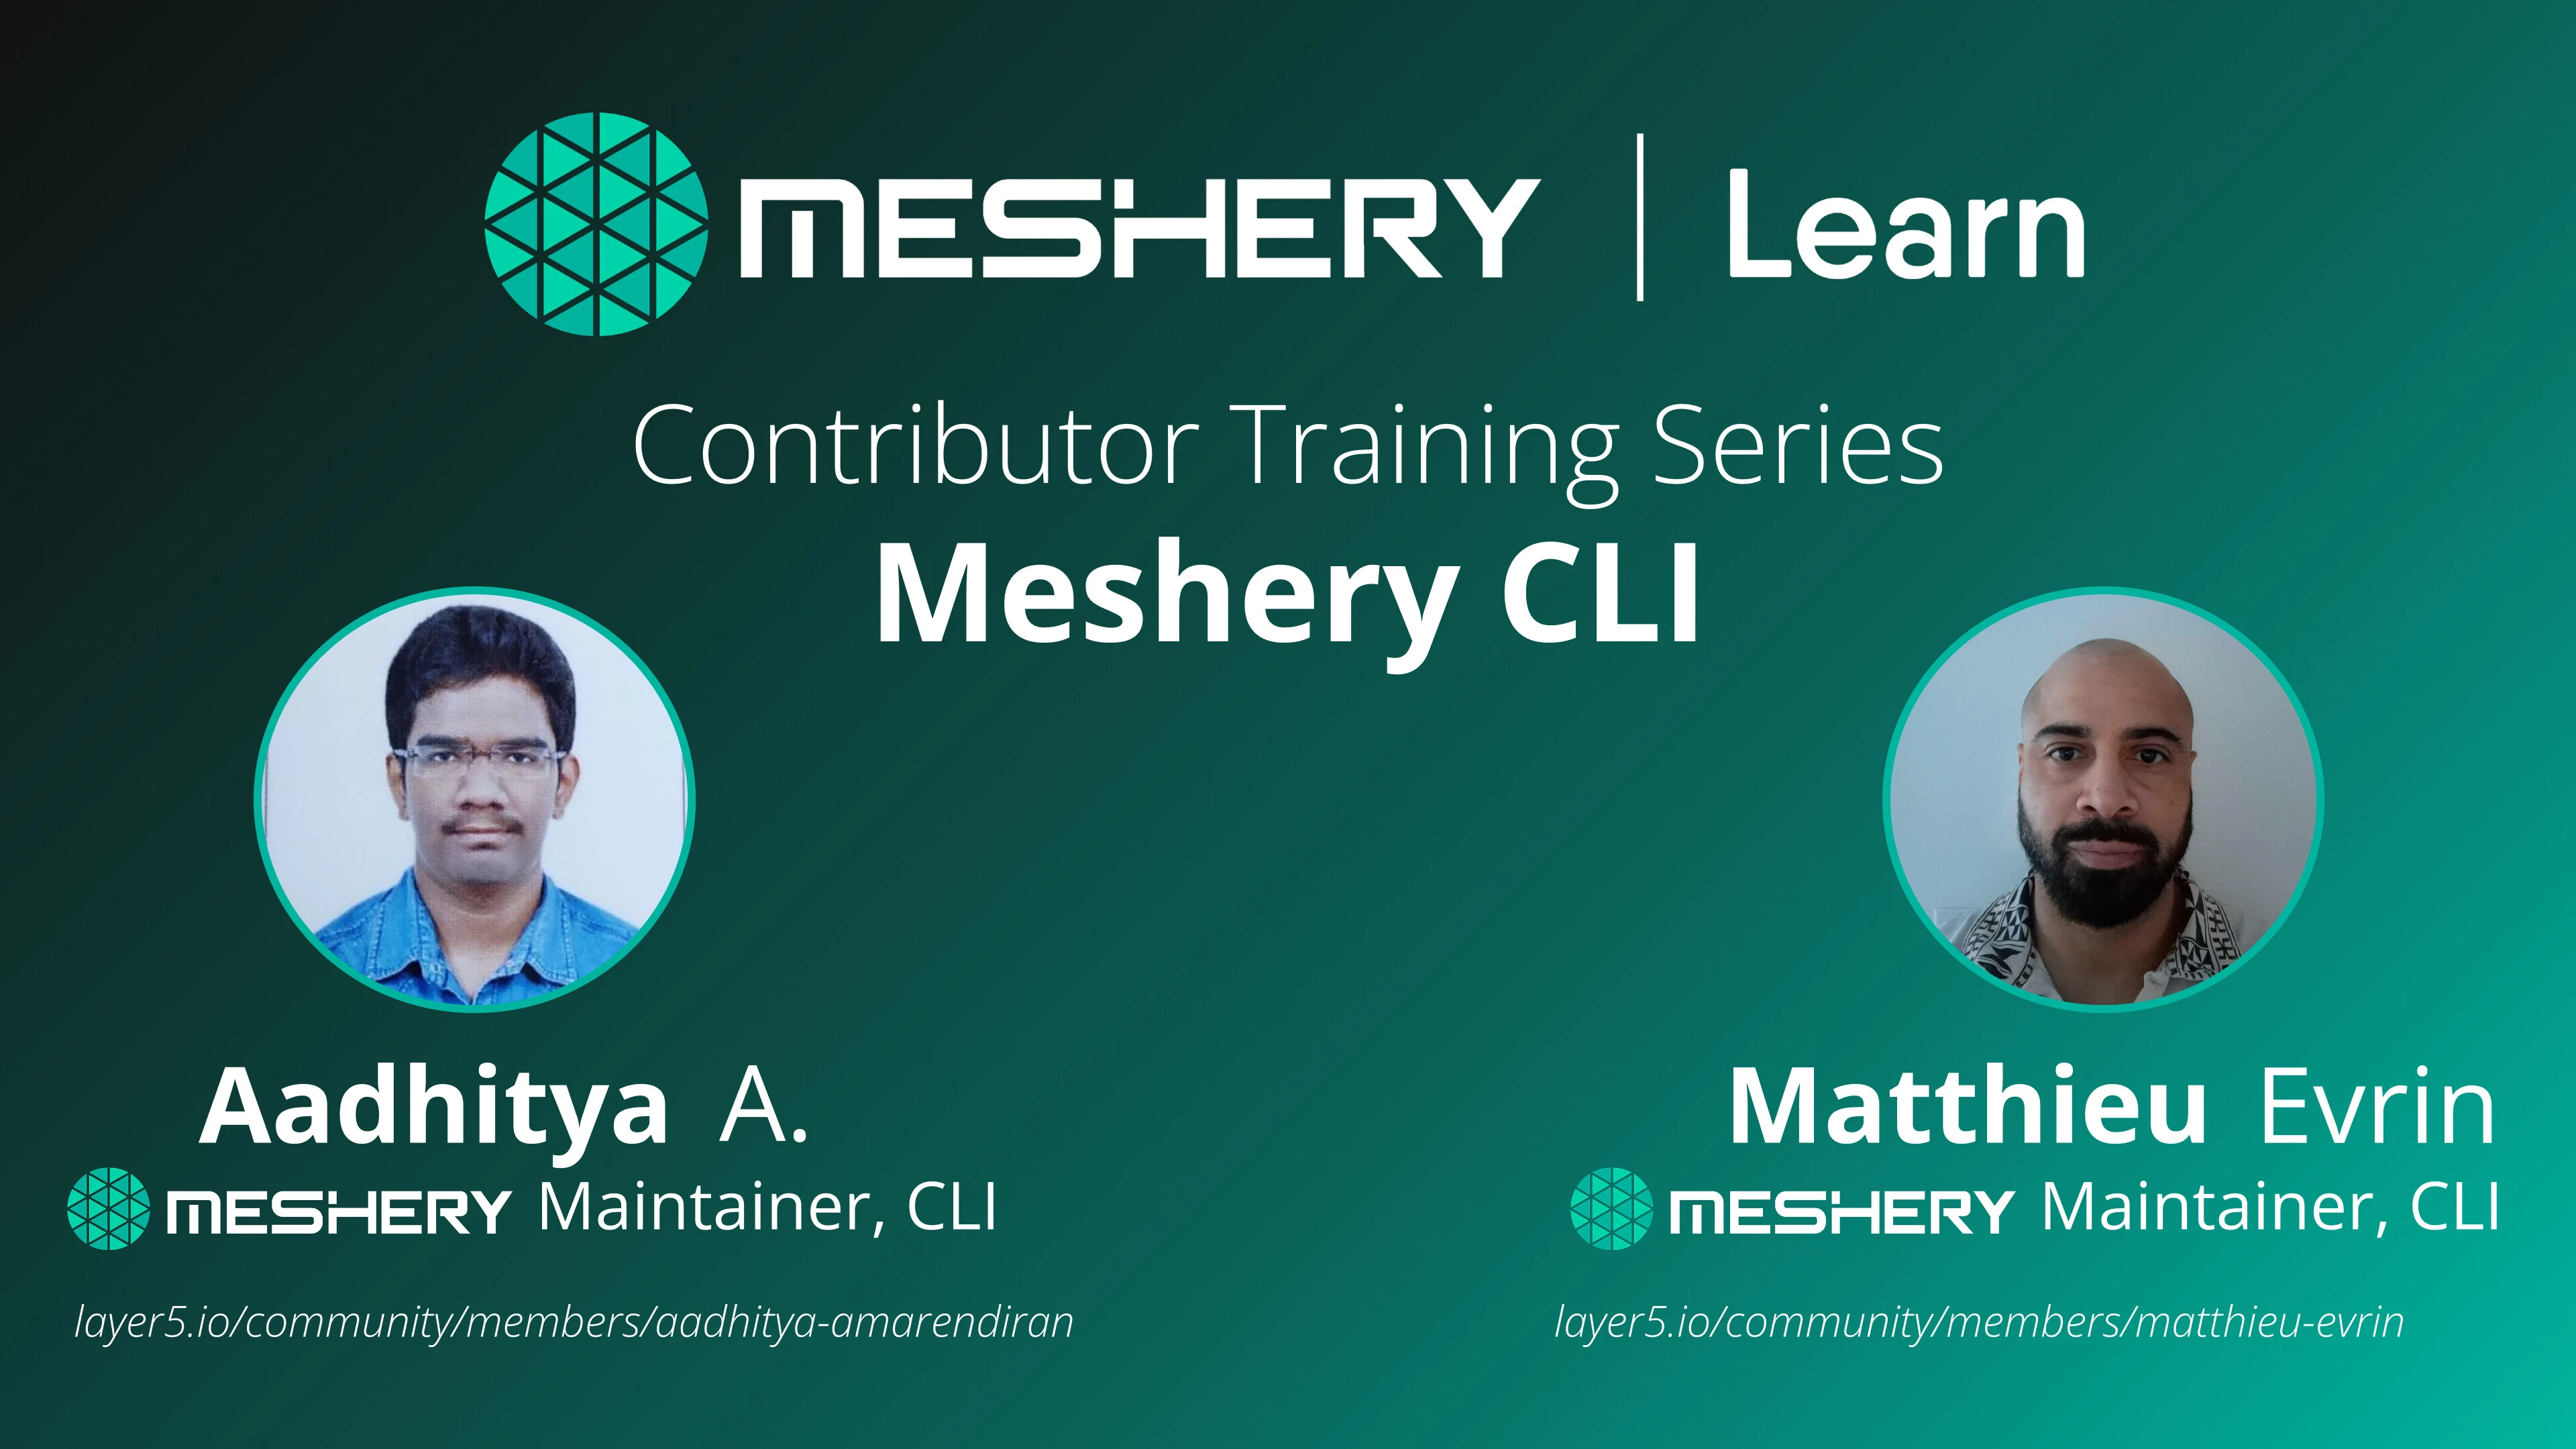 MESHERY | Learn
Contributor Training Series
Meshery CLI
Aadhitya A.
MESHERY Maintainer, CLI
layer5.io/community/members/aadhitya-amarendiran
Matthieu Evrin
MESHERY Maintainer, CLI
layer5.io/community/members/matthieu-evrin